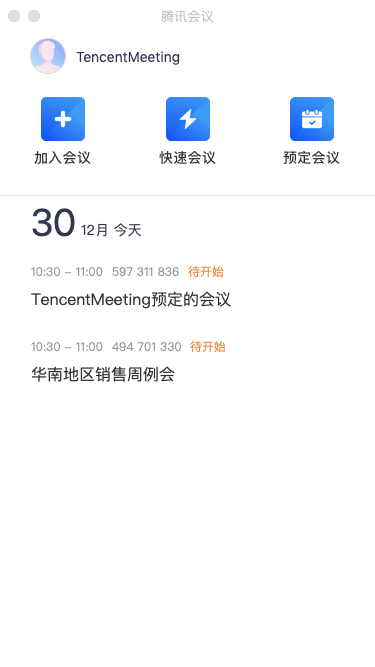 腾讯会议
TencentMeeting
加入会议 快速会议 预定会议
30 12月 今天
10:30 - 11:00 597 311 836 待开始
TencentMeeting预定的会议
10:30 - 11:00 494 701 330 待开始
华南地区销售周例会